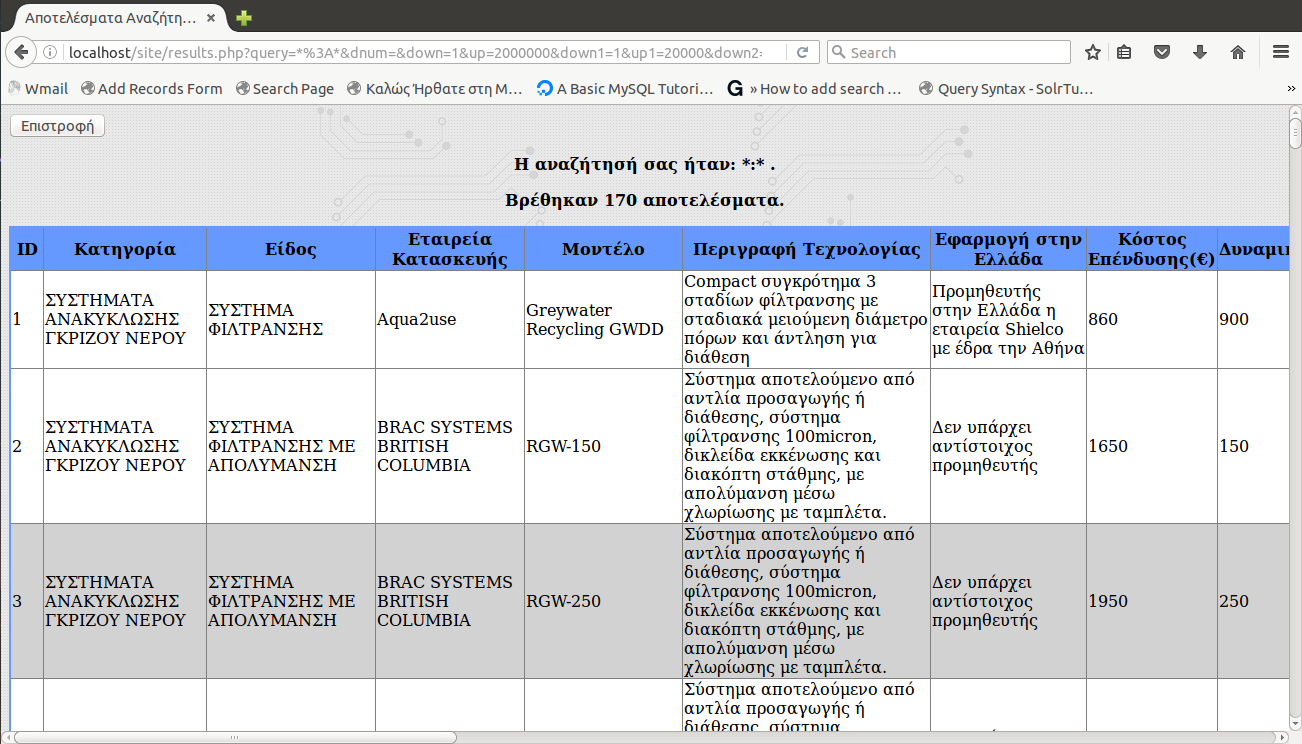 Αποτελέσματα Αναζήτη...
localhost/site/results.php?query=*%3A*&dnum=&down=1&up=2000000&down1=1&up1=20000&down2=
Search
Wmail Add Records Form Search Page Καλώς Ήρθατε στη Μ... A Basic MySQL Tutori... » How to add search ... Query Syntax - SolrTu...
Επιστροφή
Η αναζήτησή σας ήταν: *:* .
Βρέθηκαν 170 αποτελέσματα.
ID
Κατηγορία
Είδος
Εταιρεία
Κατασκευής
Μοντέλο
Περιγραφή Τεχνολογίας
Εφαρμογή στην
Ελλάδα
Κόστος
Επένδυσης(€)
1
ΣΥΣΤΗΜΑΤΑ
ΑΝΑΚΥΚΛΩΣΗΣ
ΓΚΡΙΖΟΥ ΝΕΡΟΥ
ΣΥΣΤΗΜΑ
ΦΙΛΤΡΑΝΣΗΣ
Aqua2use
Greywater
Recycling GWDD
Compact συγκρότημα 3
σταδίων φίλτρανσης με
σταδιακά μειούμενη διάμετρο
πόρων και άντληση για
διάθεση
Προμηθευτής
στην Ελλάδα η
εταιρεία Shielco
με έδρα την Αθήνα
860
900
2
ΣΥΣΤΗΜΑΤΑ
ΑΝΑΚΥΚΛΩΣΗΣ
ΓΚΡΙΖΟΥ ΝΕΡΟΥ
ΣΥΣΤΗΜΑ
ΦΙΛΤΡΑΝΣΗΣ ΜΕ
ΑΠΟΛΥΜΑΝΣΗ
BRAC SYSTEMS
BRITISH
COLUMBIA
RGW-150
Σύστημα αποτελούμενο από
αντλία προσαγωγής ή
διάθεσης, σύστημα
φίλτρανσης 100micron,
δικλείδα εκκένωσης και
διακόπτη στάθμης, με
απολύμανση μέσω
χλωρίωσης με ταμπλέτα.
Δεν υπάρχει
αντίστοιχος
προμηθευτής
1650
150
3
ΣΥΣΤΗΜΑΤΑ
ΑΝΑΚΥΚΛΩΣΗΣ
ΓΚΡΙΖΟΥ ΝΕΡΟΥ
ΣΥΣΤΗΜΑ
ΦΙΛΤΡΑΝΣΗΣ ΜΕ
ΑΠΟΛΥΜΑΝΣΗ
BRAC SYSTEMS
BRITISH
COLUMBIA
RGW-250
Σύστημα αποτελούμενο από
αντλία προσαγωγής ή
διάθεσης, σύστημα
φίλτρανσης 100micron,
δικλείδα εκκένωσης και
διακόπτη στάθμης, με
απολύμανση μέσω
χλωρίωσης με ταμπλέτα.
Δεν υπάρχει
αντίστοιχος
προμηθευτής
1950
250
Σύστημα αποτελούμενο από
αντλία προσαγωγής ή
διάθεσης, σύστημα